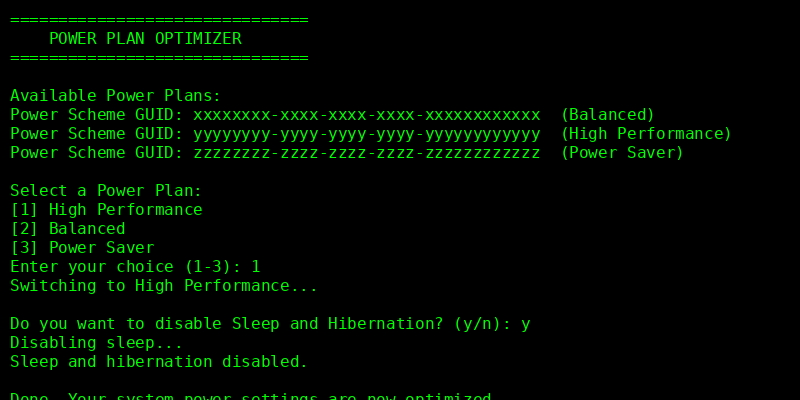 ===============================
POWER PLAN OPTIMIZER
===============================
Available Power Plans:
Power Scheme GUID: xxxxxxxx-xxxx-xxxx-xxxx-xxxxxxxxxxxx  (Balanced)
Power Scheme GUID: yyyyyyyy-yyyy-yyyy-yyyy-yyyyyyyyyyyy  (High Performance)
Power Scheme GUID: zzzzzzzz-zzzz-zzzz-zzzz-zzzzzzzzzzzz  (Power Saver)
Select a Power Plan:
[1] High Performance
[2] Balanced
[3] Power Saver
Enter your choice (1-3): 1
Switching to High Performance...
Do you want to disable Sleep and Hibernation? (y/n): y
Disabling sleep...
Sleep and hibernation disabled.
Done. Your system power settings are now optimized.